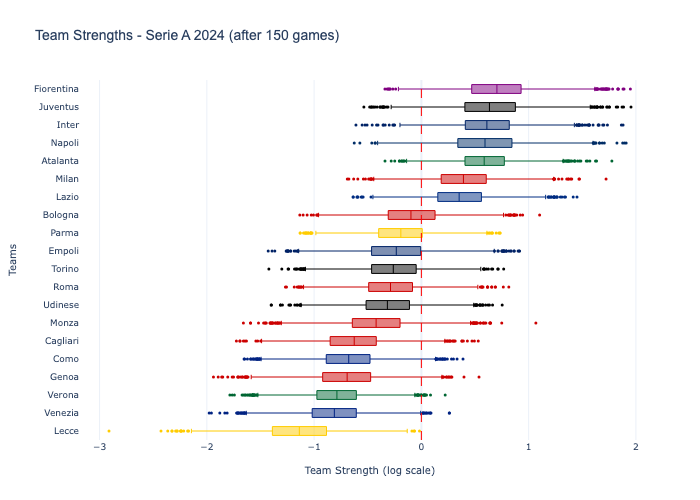 Team Strengths - Serie A 2024 (after 150 games)
Fiorentina
Juventus
Inter
Napoli
Atalanta
Milan
Lazio
Bologna
Parma
Empoli
Torino
Roma
Udinese
Monza
Cagliari
Como
Genoa
Verona
Venezia
Lecce
Teams
−3 −2 −1 0 1 2
Team Strength (log scale)